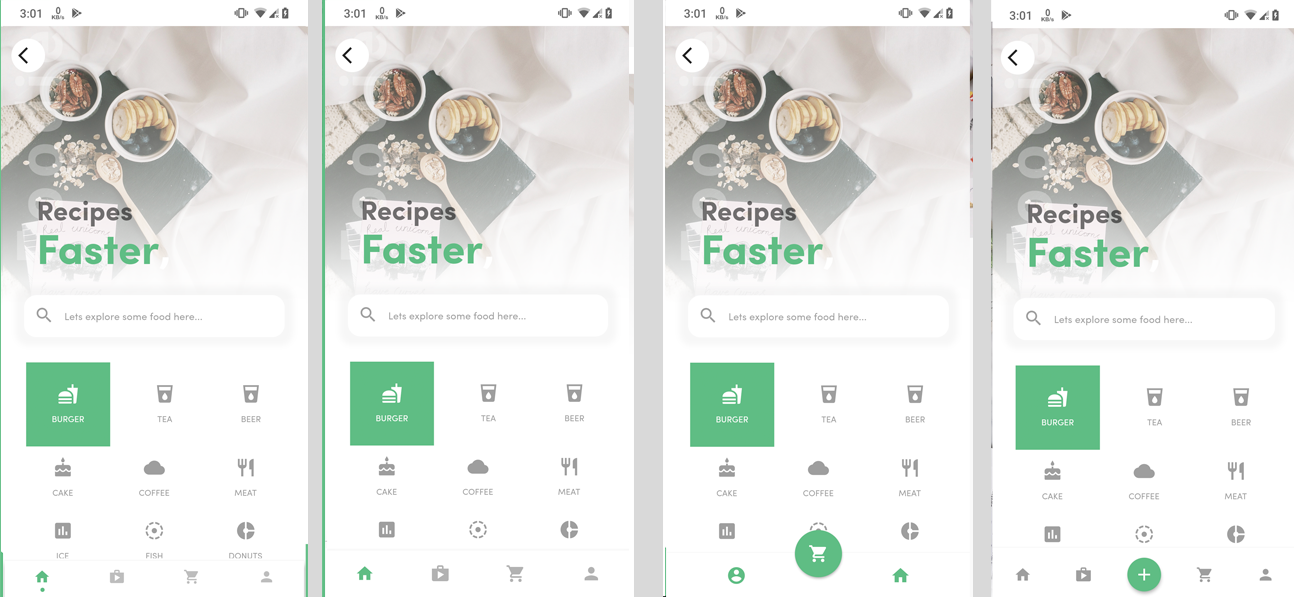 3:01 0 KB/s
Recipes
Faster
Lets explore some food here...
BURGER TEA BEER
CAKE COFFEE MEAT
ICE FISH DONUTS
3:01 0 KB/s
Recipes
Faster
Lets explore some food here...
BURGER TEA BEER
CAKE COFFEE MEAT
3:01 0 KB/s
Recipes
Faster
Lets explore some food here...
BURGER TEA BEER
CAKE COFFEE MEAT
3:01 0 KB/s
Recipes
Faster
Lets explore some food here...
BURGER TEA BEER
CAKE COFFEE MEAT